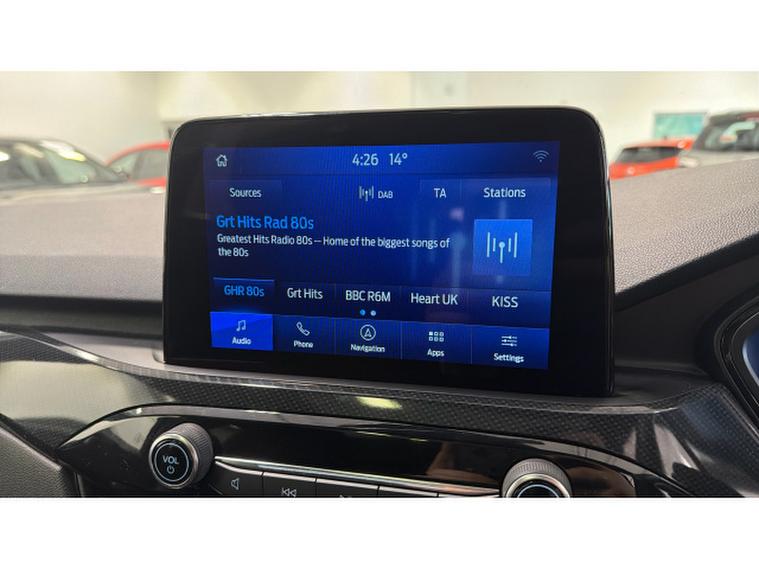 4:26 14°
Sources DAB TA Stations
Grt Hits Rad 80s
Greatest Hits Radio 80s – Home of the biggest songs of
the 80s
GHR 80s Grt Hits BBC R6M Heart UK KISS
Audio Phone Navigation Apps Settings
VOL